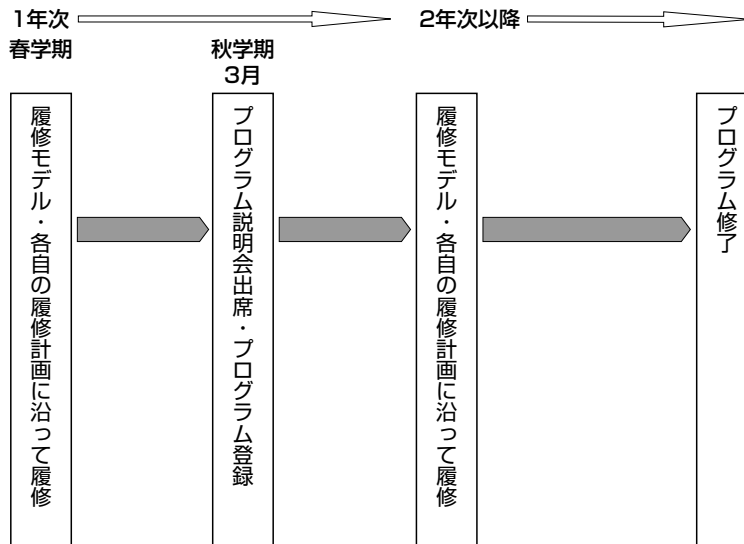 1年次
2年次以降
春学期
秋学期
3月
履修モデル・各自の履修計画に沿って履修
プログラム説明会出席・プログラム登録
履修モデル・各自の履修計画に沿って履修
プログラム修了